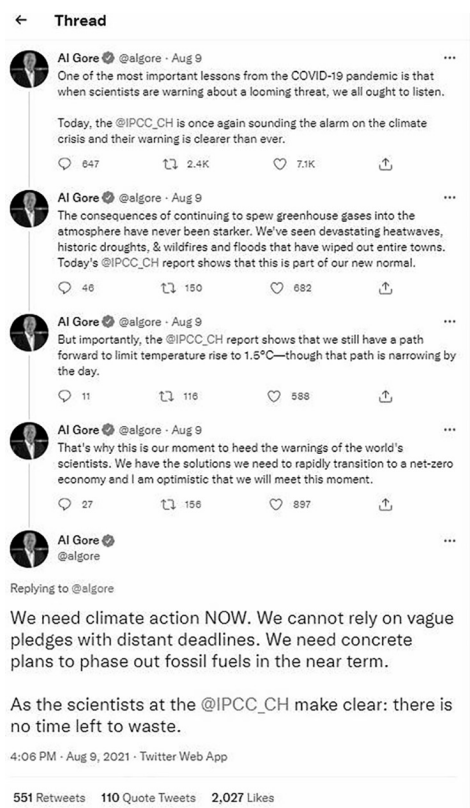 Thread
Al Gore @algore · Aug 9
One of the most important lessons from the COVID-19 pandemic is that
when scientists are warning about a looming threat, we all ought to listen.
Today, the @IPCC_CH is once again sounding the alarm on the climate
crisis and their warning is clearer than ever.
647 2.4K 7.1K
Al Gore @algore · Aug 9
The consequences of continuing to spew greenhouse gases into the
atmosphere have never been starker. We've seen devastating heatwaves,
historic droughts, & wildfires and floods that have wiped out entire towns.
Today's @IPCC_CH report shows that this is part of our new normal.
46 150 682
Al Gore @algore · Aug 9
But importantly, the @IPCC_CH report shows that we still have a path
forward to limit temperature rise to 1.5°C—though that path is narrowing by
the day.
11 116 588
Al Gore @algore · Aug 9
That's why this is our moment to heed the warnings of the world's
scientists. We have the solutions we need to rapidly transition to a net-zero
economy and I am optimistic that we will meet this moment.
27 156 897
Al Gore
@algore
Replying to @algore
We need climate action NOW. We cannot rely on vague
pledges with distant deadlines. We need concrete
plans to phase out fossil fuels in the near term.
As the scientists at the @IPCC_CH make clear: there is
no time left to waste.
4:06 PM · Aug 9, 2021 · Twitter Web App
551 Retweets 110 Quote Tweets 2,027 Likes